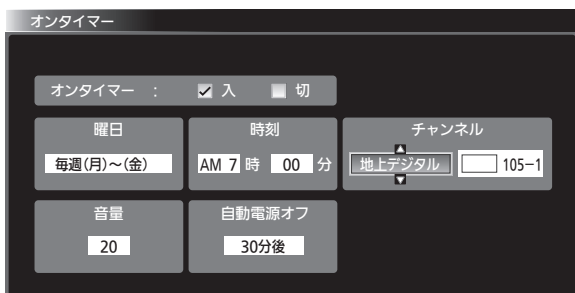 オンタイマー
オンタイマー : 入 切
曜日 時刻 チャンネル
毎週(月)~(金) AM 7 時 00 分 地上デジタル 105-1
音量 自動電源オフ
20 30分後